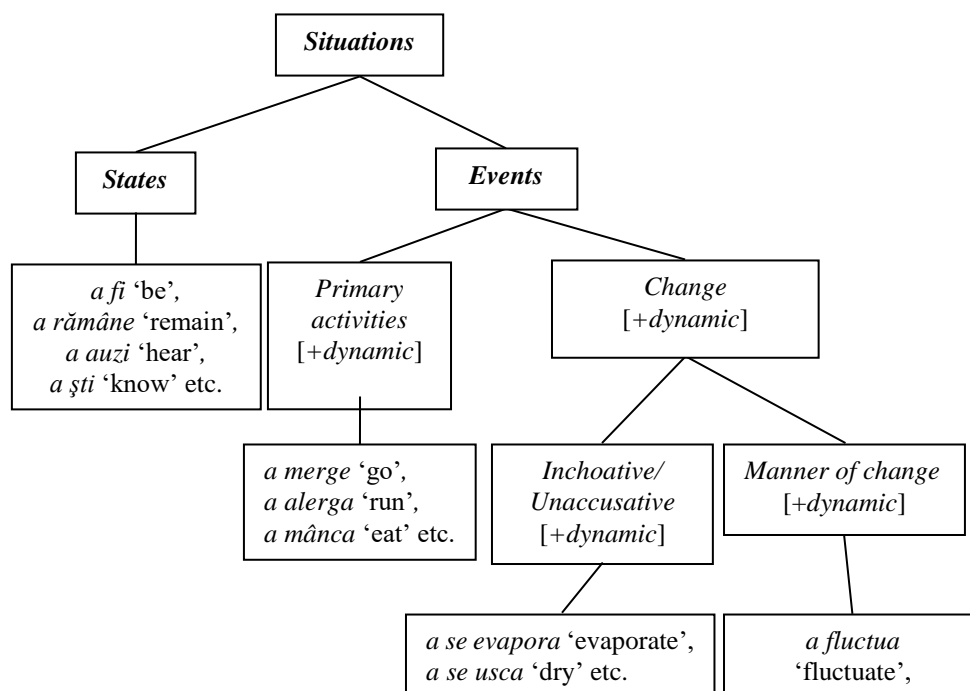 Situations
States
Events
a fi ‘be’,
a rămâne ‘remain’,
a auzi ‘hear’,
a şti ‘know’ etc.
Primary
activities
[+dynamic]
Change
[+dynamic]
a merge ‘go’,
a alerga ‘run’,
a mânca ‘eat’ etc.
Inchoative/
Unaccusative
[+dynamic]
Manner of change
[+dynamic]
a se evapora ‘evaporate’,
a se usca ‘dry’ etc.
a fluctua
‘fluctuate’,